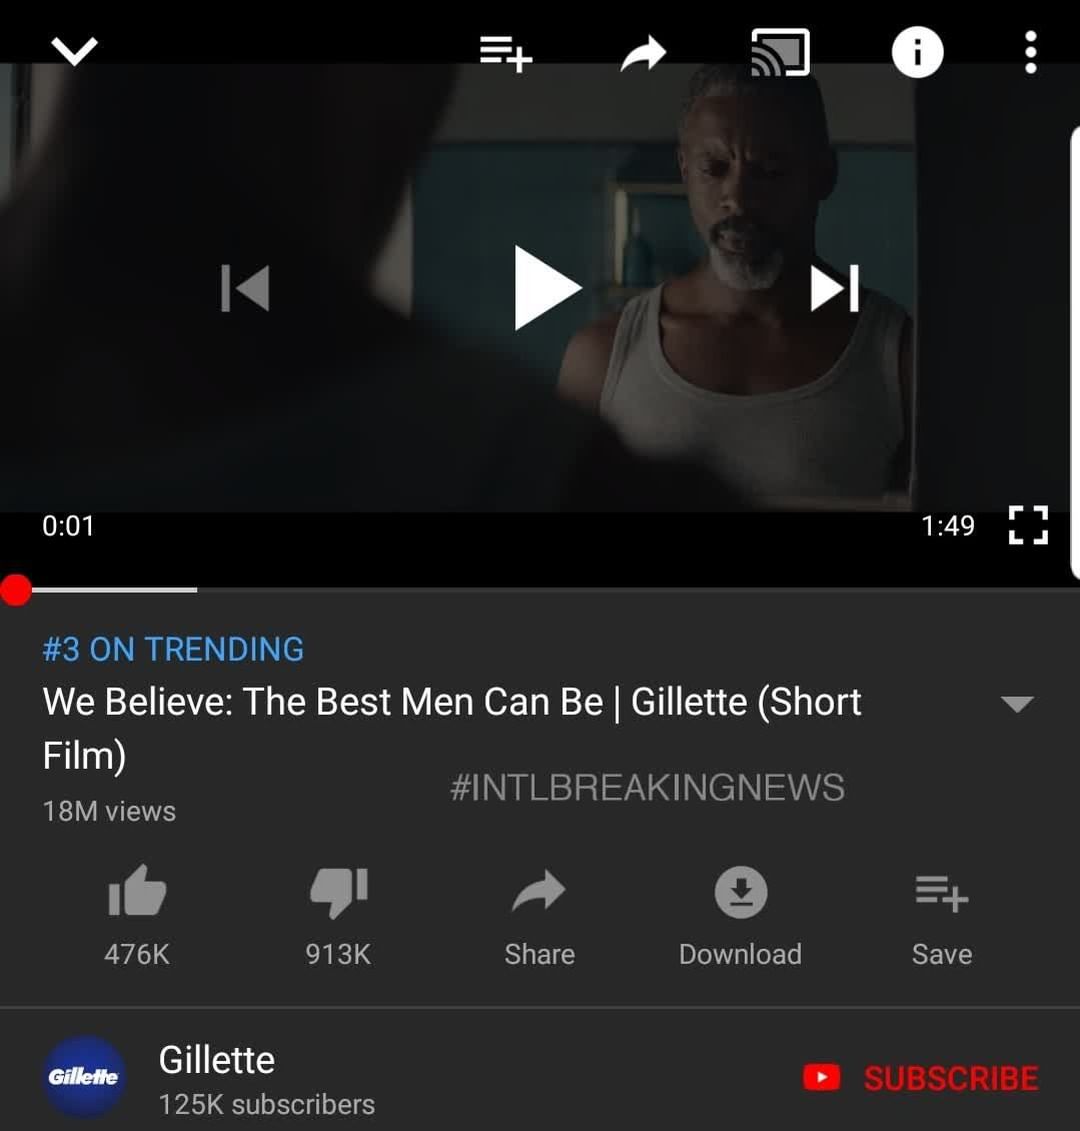 0:01
1:49
#3 ON TRENDING
We Believe: The Best Men Can Be | Gillette (Short
Film)
#INTLBREAKINGNEWS
18M views
476K
913K
Share
Download
Save
Gillette
Gillette
125K subscribers
SUBSCRIBE